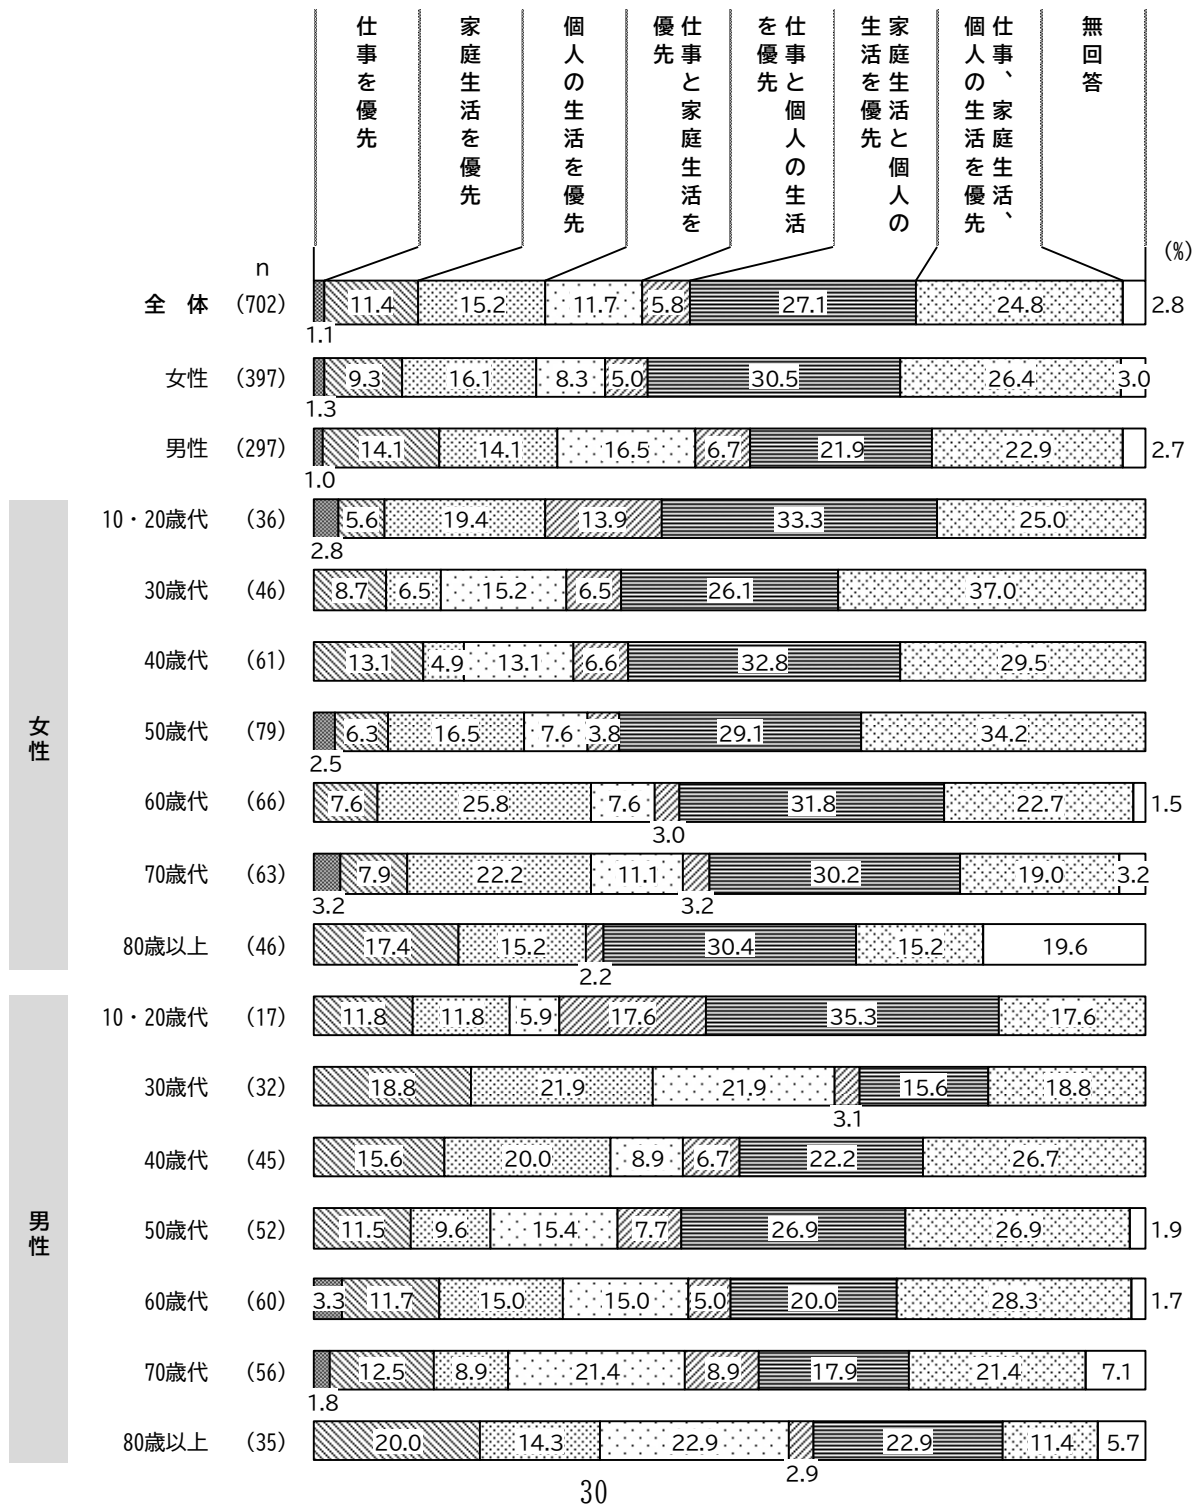 仕事を優先
家庭生活を優先
個人の生活を優先
仕事と家庭生活を
優先
仕事と個人の生活
を優先
家庭生活と個人の
生活を優先
仕事、家庭生活、
個人の生活を優先
無回答
(%)
n
全 体 (702) 1.1 11.4 15.2 11.7 5.8 27.1 24.8 2.8
女性 (397) 1.3 9.3 16.1 8.3 5.0 30.5 26.4 3.0
男性 (297) 1.0 14.1 14.1 16.5 6.7 21.9 22.9 2.7
女性
10・20歳代 (36) 2.8 5.6 19.4 13.9 33.3 25.0
30歳代 (46) 8.7 6.5 15.2 6.5 26.1 37.0
40歳代 (61) 13.1 4.9 13.1 6.6 32.8 29.5
50歳代 (79) 2.5 6.3 16.5 7.6 3.8 29.1 34.2
60歳代 (66) 7.6 25.8 7.6 3.0 31.8 22.7 1.5
70歳代 (63) 3.2 7.9 22.2 11.1 3.2 30.2 19.0 3.2
80歳以上 (46) 17.4 15.2 2.2 30.4 15.2 19.6
男性
10・20歳代 (17) 11.8 11.8 5.9 17.6 35.3 17.6
30歳代 (32) 18.8 21.9 21.9 3.1 15.6 18.8
40歳代 (45) 15.6 20.0 8.9 6.7 22.2 26.7
50歳代 (52) 11.5 9.6 15.4 7.7 26.9 26.9 1.9
60歳代 (60) 3.3 11.7 15.0 15.0 5.0 20.0 28.3 1.7
70歳代 (56) 1.8 12.5 8.9 21.4 8.9 17.9 21.4 7.1
80歳以上 (35) 20.0 14.3 22.9 2.9 22.9 11.4 5.7
30